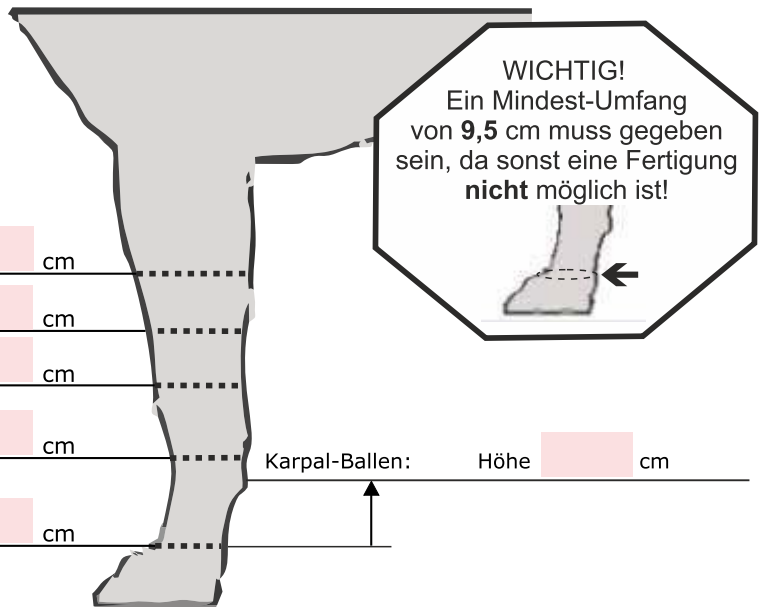 WICHTIG!
Ein Mindest-Umfang
von 9,5 cm muss gegeben
sein, da sonst eine Fertigung
nicht möglich ist!
cm
cm
cm
cm
Karpal-Ballen: Höhe cm
cm